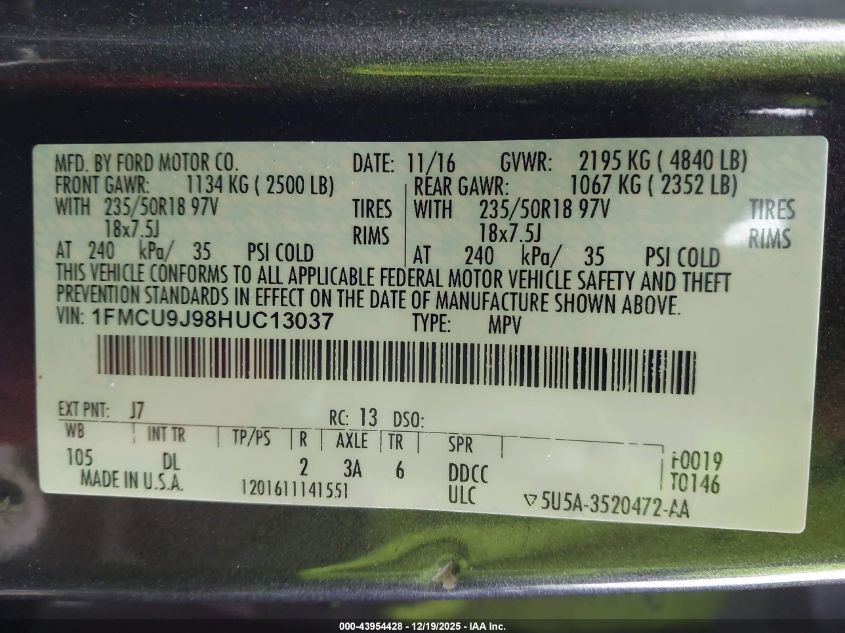 MFD. BY FORD MOTOR CO. DATE: 11/16 GVWR: 2195 KG ( 4840 LB)
FRONT GAWR: 1134 KG ( 2500 LB) REAR GAWR: 1067 KG ( 2352 LB)
WITH 235/50R18 97V TIRES WITH 235/50R18 97V TIRES
18x7.5J RIMS 18x7.5J RIMS
AT 240 kPa/ 35 PSI COLD AT 240 kPa/ 35 PSI COLD
THIS VEHICLE CONFORMS TO ALL APPLICABLE FEDERAL MOTOR VEHICLE SAFETY AND THEFT
PREVENTION STANDARDS IN EFFECT ON THE DATE OF MANUFACTURE SHOWN ABOVE.
VIN: 1FMCU9J98HUC13037 TYPE: MPV
EXT PNT: J7 RC: 13 DSO:
WB INT TR TP/PS R AXLE TR SPR
105 DL 2 3A 6 DDCC F0019
MADE IN U.S.A. 1201611141551 ULC T0146
▽5U5A-3520472-AA
000-43954428 - 12/19/2025 - IAA Inc.